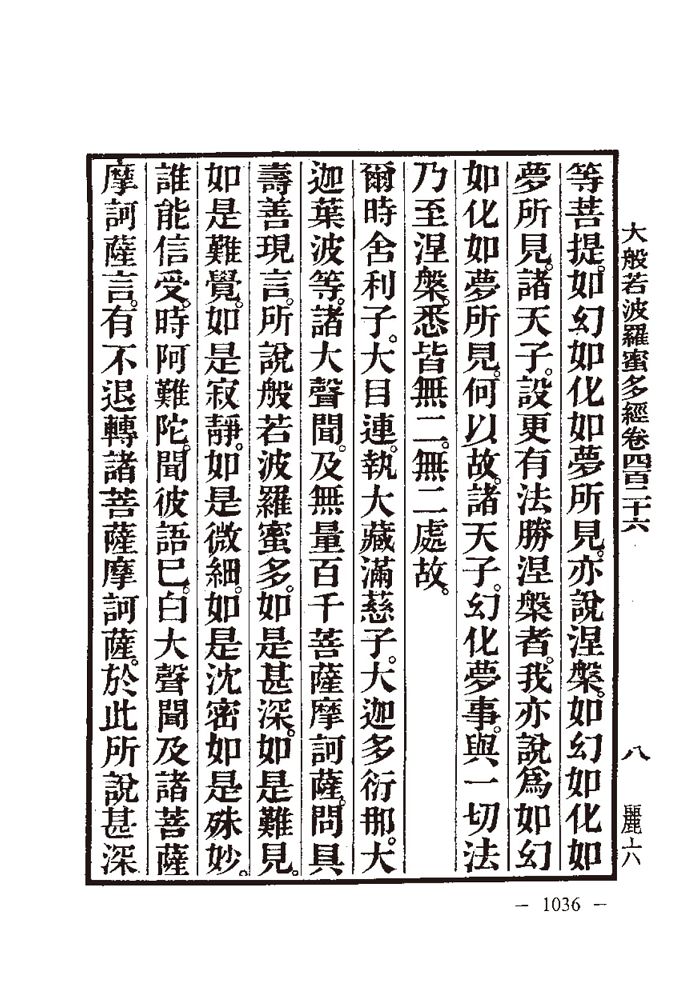 大般若波羅蜜多經卷四百二十六　八　麗六
等菩提。如幻如化如夢所見。亦說涅槃。如幻如化如
夢所見。諸天子。設更有法勝涅槃者。我亦說爲如幻
如化如夢所見。何以故。諸天子。幻化夢事。與一切法
乃至涅槃。悉皆無二。無二處故。
爾時舍利子。大目連。執大藏滿慈子。大迦多衍那。大
迦葉波等。諸大聲聞。及無量百千菩薩摩訶薩。問具
壽善現言。所說般若波羅蜜多。如是甚深。如是難見。
如是難覺。如是寂靜。如是微細。如是沈密如是殊妙。
誰能信受。時阿難陀。聞彼語已。白大聲聞及諸菩薩
摩訶薩言。有不退轉諸菩薩摩訶薩。於此所說甚深
— 1036 —